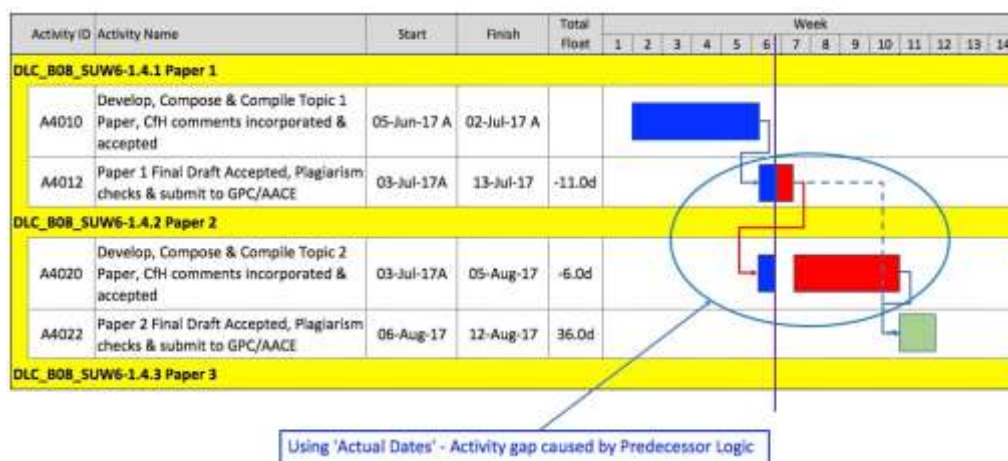 Activity ID Activity Name Start Finish Total Float Week
1 2 3 4 5 6 7 8 9 10 11 12 13 14
DLC_B08_SUW6-1.4.1 Paper 1
A4010 Develop, Compose & Compile Topic 1 Paper, CfH comments incorporated & accepted 05-Jun-17 A 02-Jul-17 A
A4012 Paper 1 Final Draft Accepted, Plagiarism checks & submit to GPC/AACE 03-Jul-17A 13-Jul-17 -11.0d
DLC_B08_SUW6-1.4.2 Paper 2
A4020 Develop, Compose & Compile Topic 2 Paper, CfH comments incorporated & accepted 03-Jul-17A 05-Aug-17 -6.0d
A4022 Paper 2 Final Draft Accepted, Plagiarism checks & submit to GPC/AACE 06-Aug-17 12-Aug-17 36.0d
DLC_B08_SUW6-1.4.3 Paper 3
Using 'Actual Dates' - Activity gap caused by Predecessor Logic